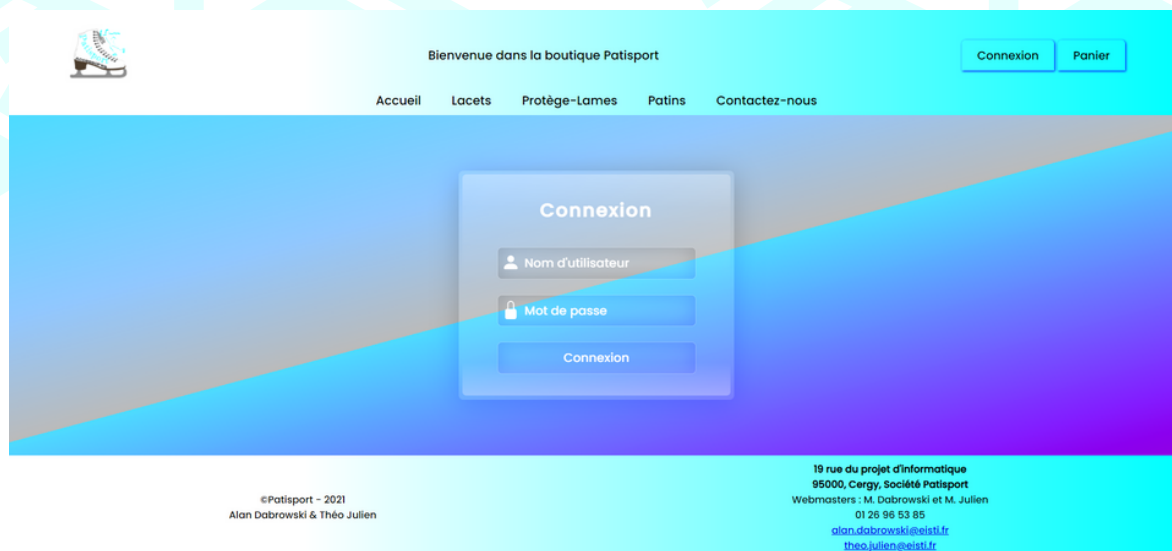 Bienvenue dans la boutique Patisport
Connexion
Panier
Accueil Lacets Protège-Lames Patins Contactez-nous
Connexion
Nom d'utilisateur
Mot de passe
Connexion
©Patisport - 2021
Alan Dabrowski & Théo Julien
19 rue du projet d'informatique
95000, Cergy, Société Patisport
Webmasters : M. Dabrowski et M. Julien
01 26 96 53 85
alan.dabrowski@eisti.fr
theo.julien@eisti.fr